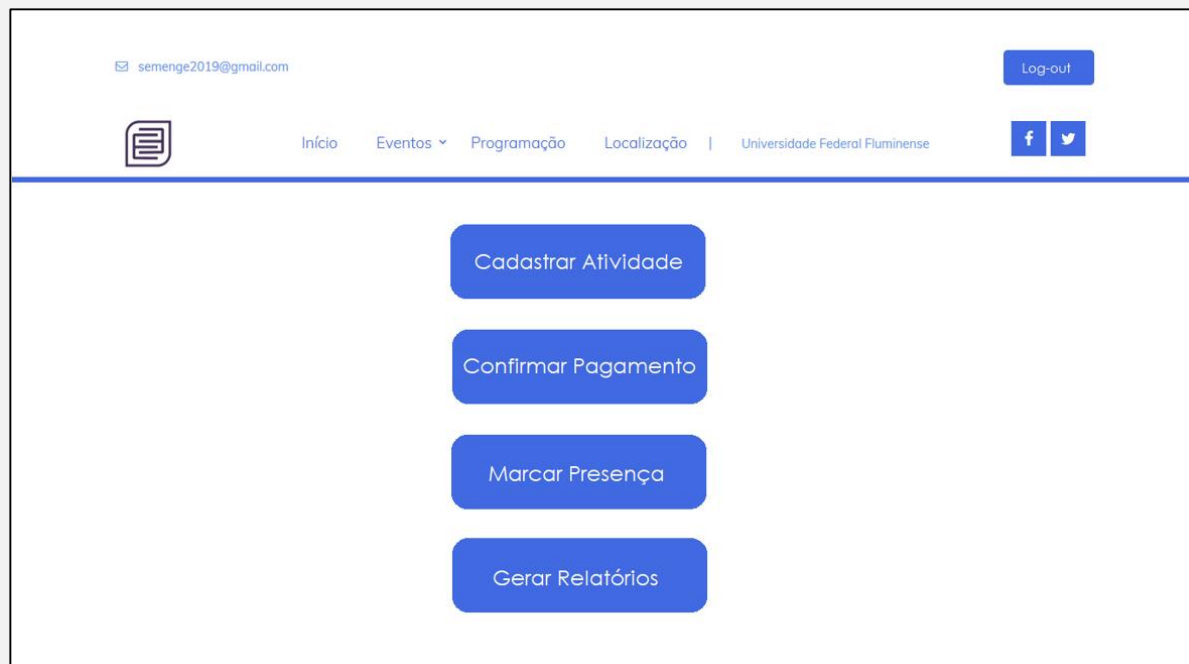 semenge2019@gmail.com
Log-out
Início Eventos Programação Localização | Universidade Federal Fluminense
Cadastrar Atividade
Confirmar Pagamento
Marcar Presença
Gerar Relatórios